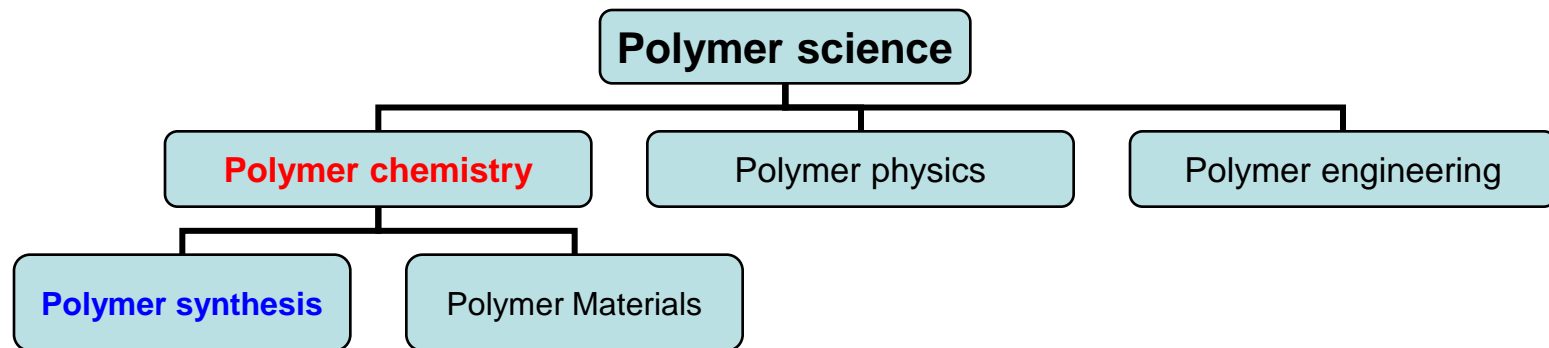 Polymer science
Polymer chemistry
Polymer physics
Polymer engineering
Polymer synthesis
Polymer Materials